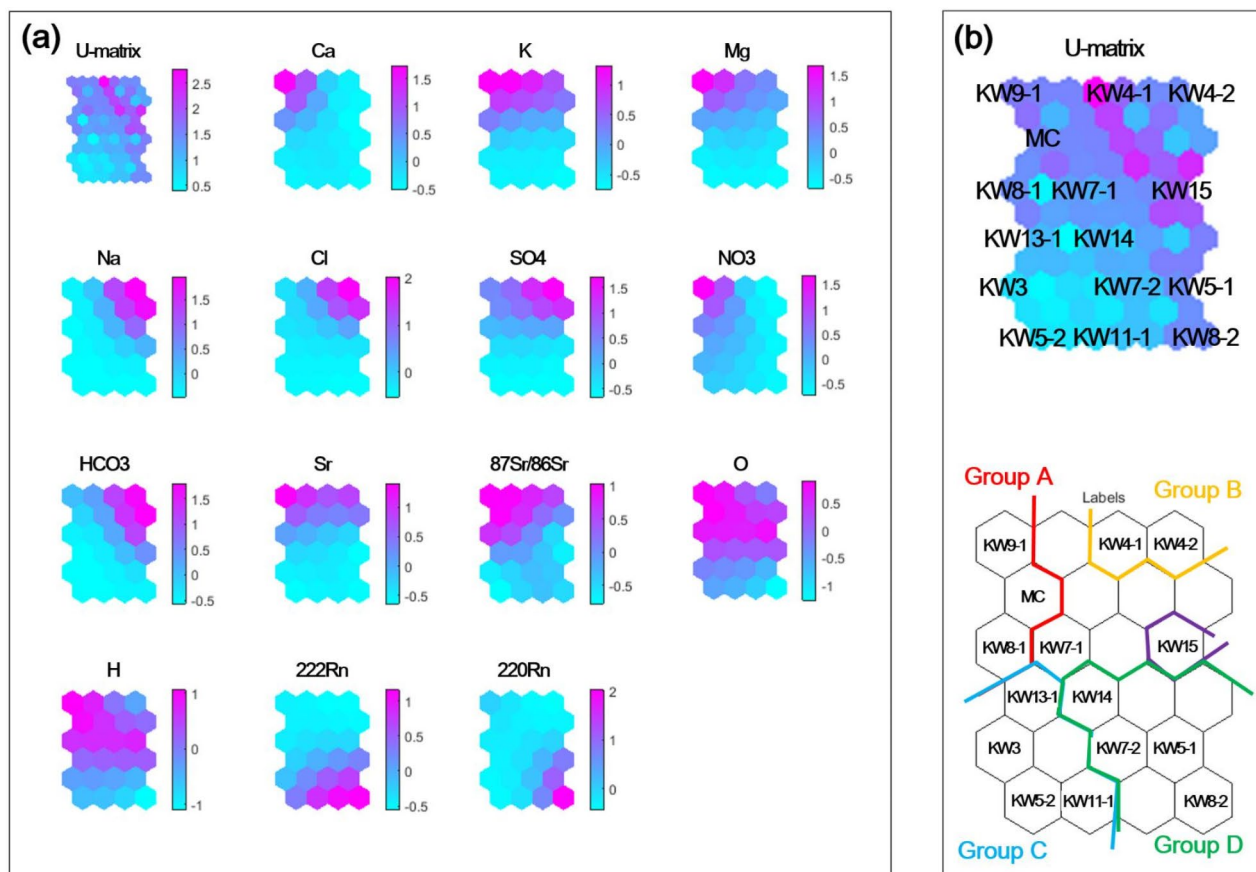 (a)
U-matrix
2.5
2
1.5
1
0.5
Ca
1.5
1
0.5
0
-0.5
K
1
0.5
0
-0.5
Mg
1.5
1
0.5
0
-0.5
Na
1.5
1
0.5
0
Cl
2
1
0
SO4
1.5
1
0.5
0
-0.5
NO3
1.5
1
0.5
0
-0.5
HCO3
1.5
1
0.5
0
-0.5
Sr
1
0.5
0
-0.5
87Sr/86Sr
1
0.5
0
-0.5
O
0.5
0
-0.5
-1
H
1
0
-1
222Rn
1.5
1
0.5
0
-0.5
220Rn
2
1
0
(b)
U-matrix
KW9-1 KW4-1 KW4-2
MC
KW8-1 KW7-1 KW15
KW13-1 KW14
KW3 KW7-2 KW5-1
KW5-2 KW11-1 KW8-2
Group A Labels Group B
KW9-1 KW4-1 KW4-2
MC
KW8-1 KW7-1 KW15
KW13-1 KW14
KW3 KW7-2 KW5-1
KW5-2 KW11-1 KW8-2
Group C Group D